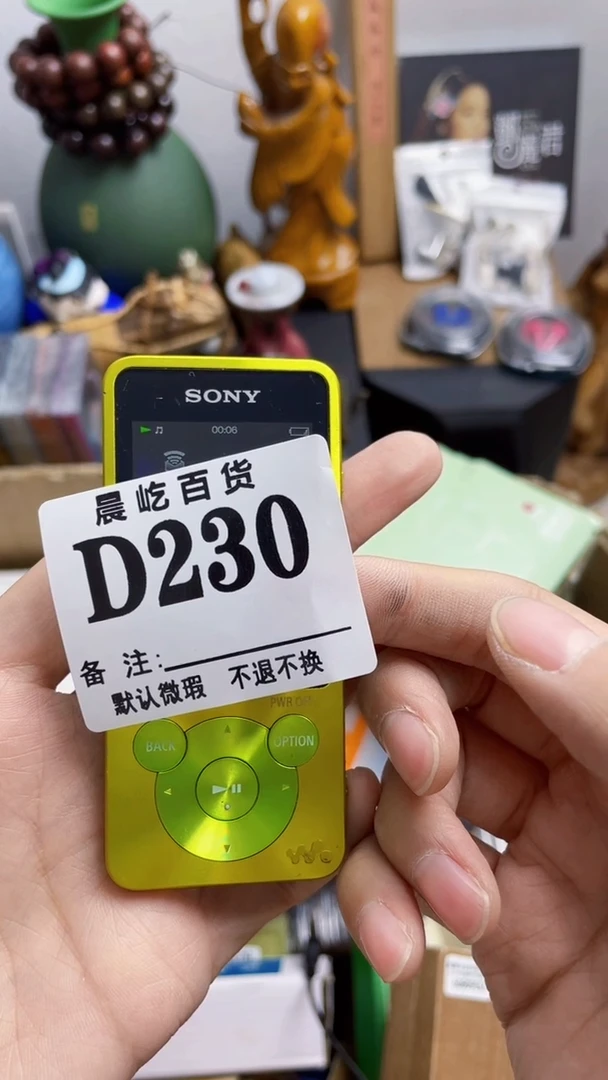 SONY
00:06
晨屹百货
D230
备 注:
默认微瑕 不退不换
PWR OFF
BACK
OPTION